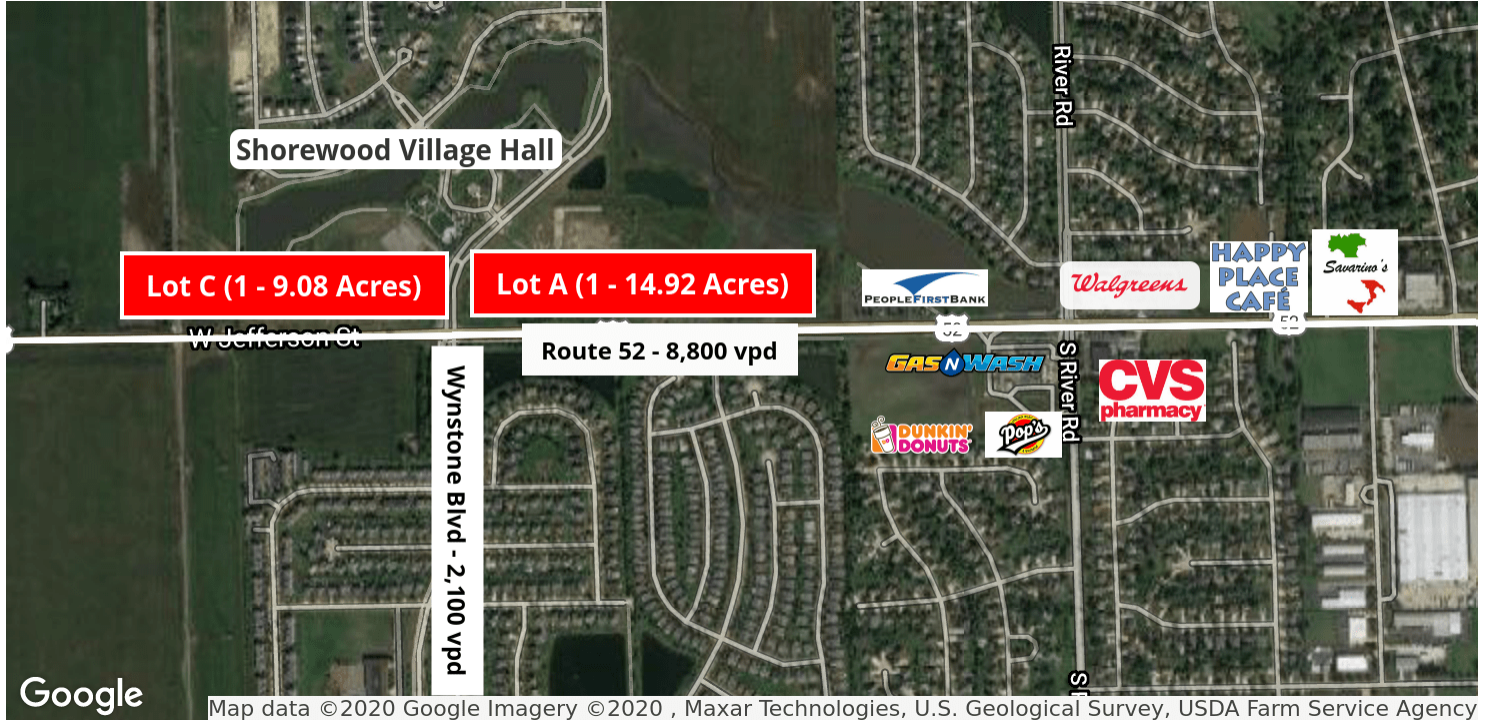 River Rd
Shorewood Village Hall
Lot C (1 - 9.08 Acres)
Lot A (1 - 14.92 Acres)
PEOPLEFIRSTBANK
Walgreens
HAPPY
PLACE
CAFÉ
Savarino's
W Jefferson St
52
52
Route 52 - 8,800 vpd
GAS N WASH
S River Rd
CVS
pharmacy
DUNKIN'
DONUTS
Pop's
Wynstone Blvd - 2,100 vpd
Google
Map data ©2020 Google Imagery ©2020 , Maxar Technologies, U.S. Geological Survey, USDA Farm Service Agency